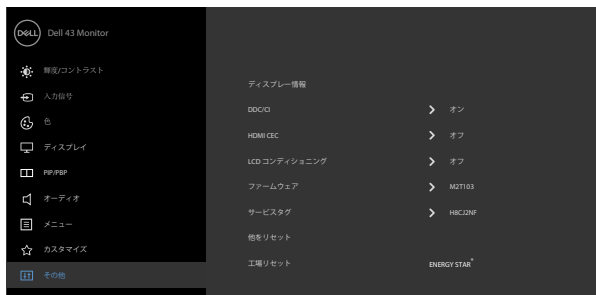 DELL Dell 43 Monitor
輝度/コントラスト
入力信号
色
ディスプレイ
PIP/PBP
オーディオ
メニュー
カスタマイズ
その他
ディスプレー情報
DDC/CI オン
HDMI CEC オフ
LCD コンディショニング オフ
ファームウェア M2T103
サービスタグ H8CJ2NF
他をリセット
工場リセット ENERGY STAR®